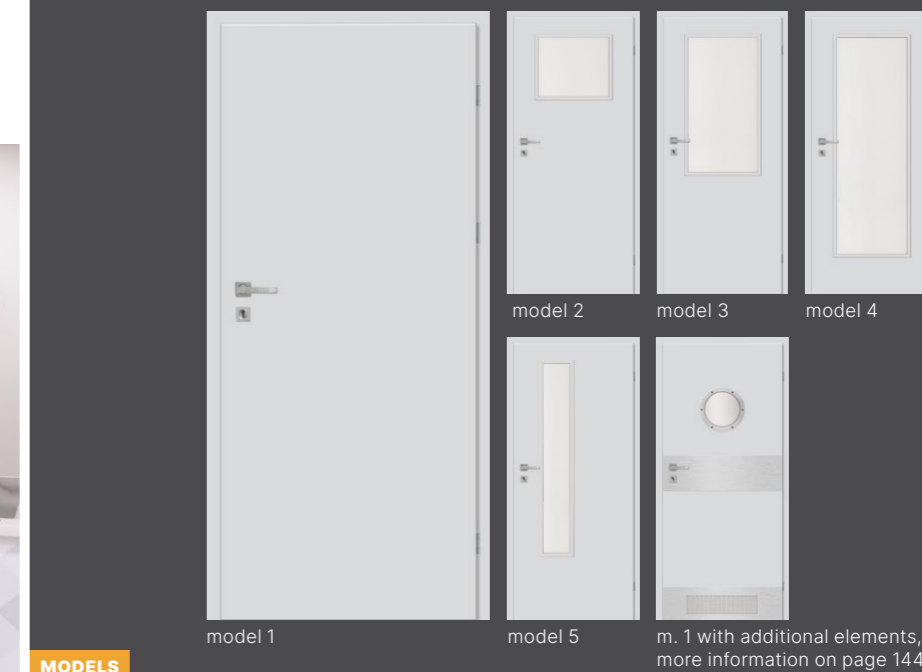 model 2
model 3
model 4
model 1
model 5
m. 1 with additional elements,
more information on page 144
MODELS